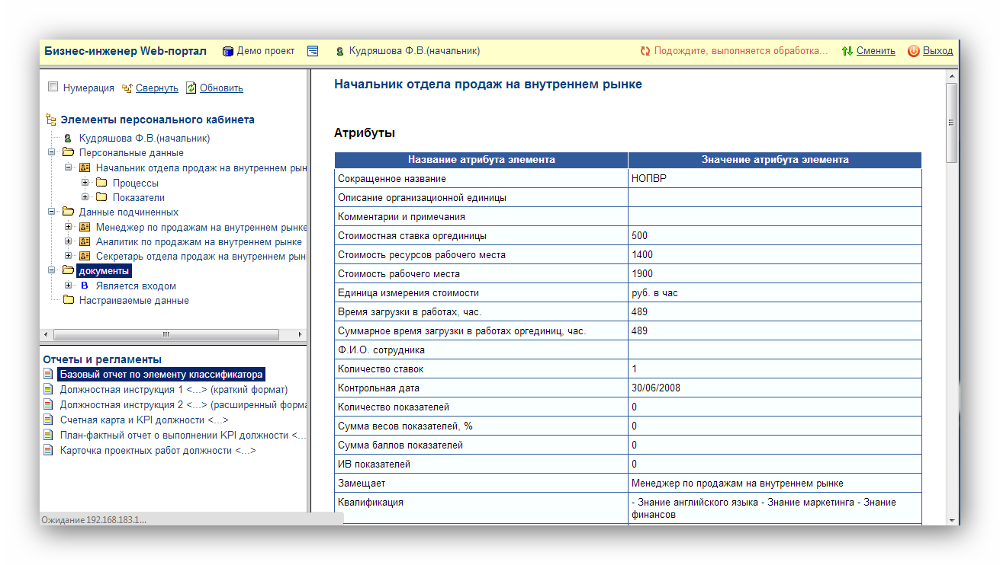 Бизнес-инженер Web-портал Демо проект Кудряшова Ф.В.(начальник) Подождите, выполняется обработка... Сменить Выход
Нумерация Свернуть Обновить
Элементы персонального кабинета
Кудряшова Ф.В.(начальник)
Персональные данные
Начальник отдела продаж на внутреннем рын
Процессы
Показатели
Данные подчиненных
Менеджер по продажам на внутреннем рынке
Аналитик по продажам на внутреннем рынке
Секретарь отдела продаж на внутреннем рын
документы
В Является входом
Настраиваемые данные
Отчеты и регламенты
Базовый отчет по элементу классификатора
Должностная инструкция 1 <...> (краткий формат)
Должностная инструкция 2 <...> (расширенный форма
Счетная карта и KPI должности <...>
План-фактный отчет о выполнении KPI должности <...
Карточка проектных работ должности <...>
Ожидание 192.168.183.1...
Начальник отдела продаж на внутреннем рынке
Атрибуты
Название атрибута элемента Значение атрибута элемента
Сокращенное название НОПВР
Описание организационной единицы
Комментарии и примечания
Стоимостная ставка оргединицы 500
Стоимость ресурсов рабочего места 1400
Стоимость рабочего места 1900
Единица измерения стоимости руб. в час
Время загрузки в работах, час. 489
Суммарное время загрузки в работах оргединиц, час. 489
Ф.И.О. сотрудника
Количество ставок 1
Контрольная дата 30/06/2008
Количество показателей 0
Сумма весов показателей, % 0
Сумма баллов показателей 0
ИВ показателей 0
Замещает Менеджер по продажам на внутреннем рынке
Квалификация - Знание английского языка - Знание маркетинга - Знание
финансов